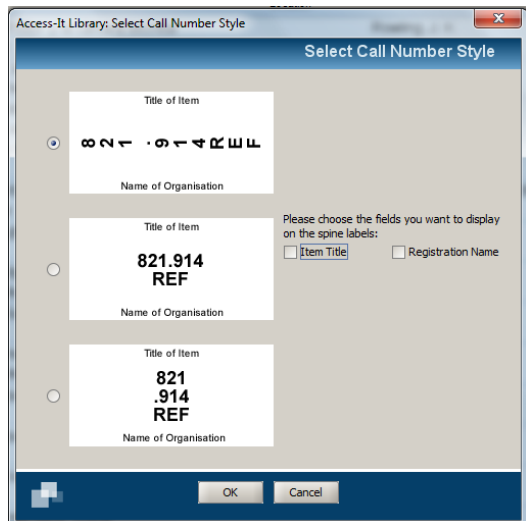 Access-It Library: Select Call Number Style
Select Call Number Style
Title of Item
821 .914REF
Name of Organisation
Title of Item
821.914
REF
Name of Organisation
Title of Item
821
.914
REF
Name of Organisation
Please choose the fields you want to display
on the spine labels:
Item Title
Registration Name
OK
Cancel